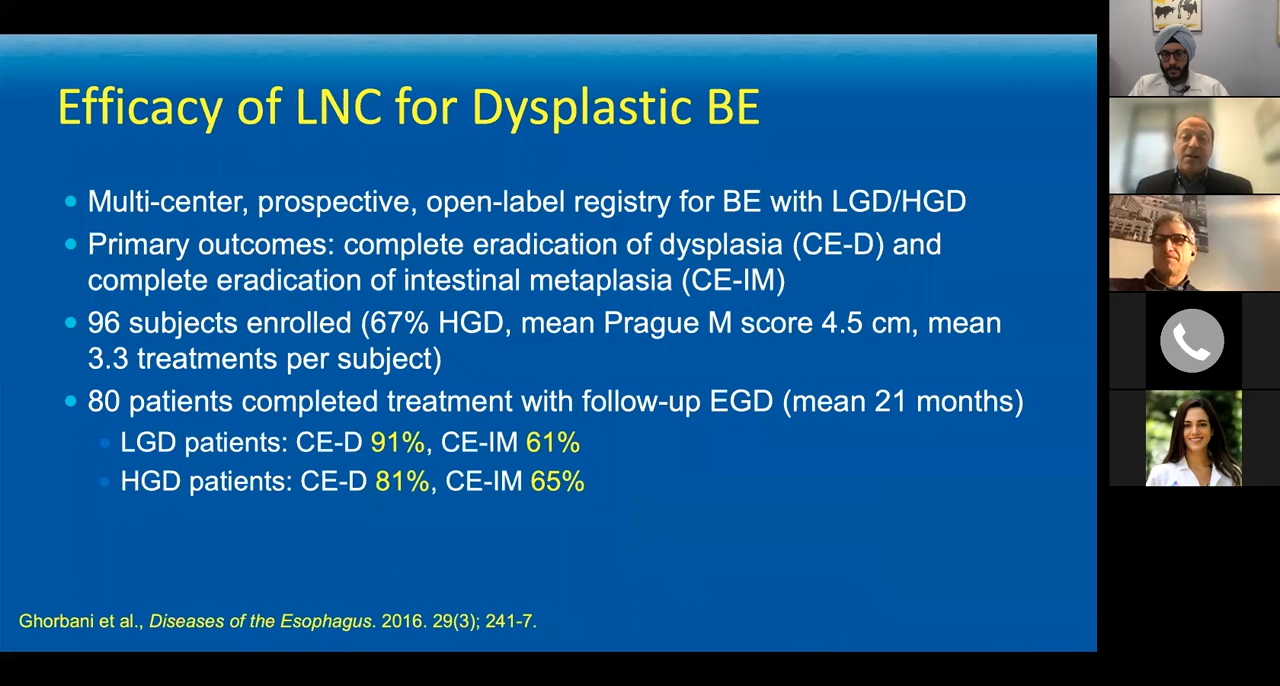 Efficacy of LNC for Dysplastic BE
Multi-center, prospective, open-label registry for BE with LGD/HGD
Primary outcomes: complete eradication of dysplasia (CE-D) and
complete eradication of intestinal metaplasia (CE-IM)
96 subjects enrolled (67% HGD, mean Prague M score 4.5 cm, mean
3.3 treatments per subject)
80 patients completed treatment with follow-up EGD (mean 21 months)
LGD patients: CE-D 91%, CE-IM 61%
HGD patients: CE-D 81%, CE-IM 65%
Ghorbani et al., Diseases of the Esophagus. 2016. 29(3); 241-7.